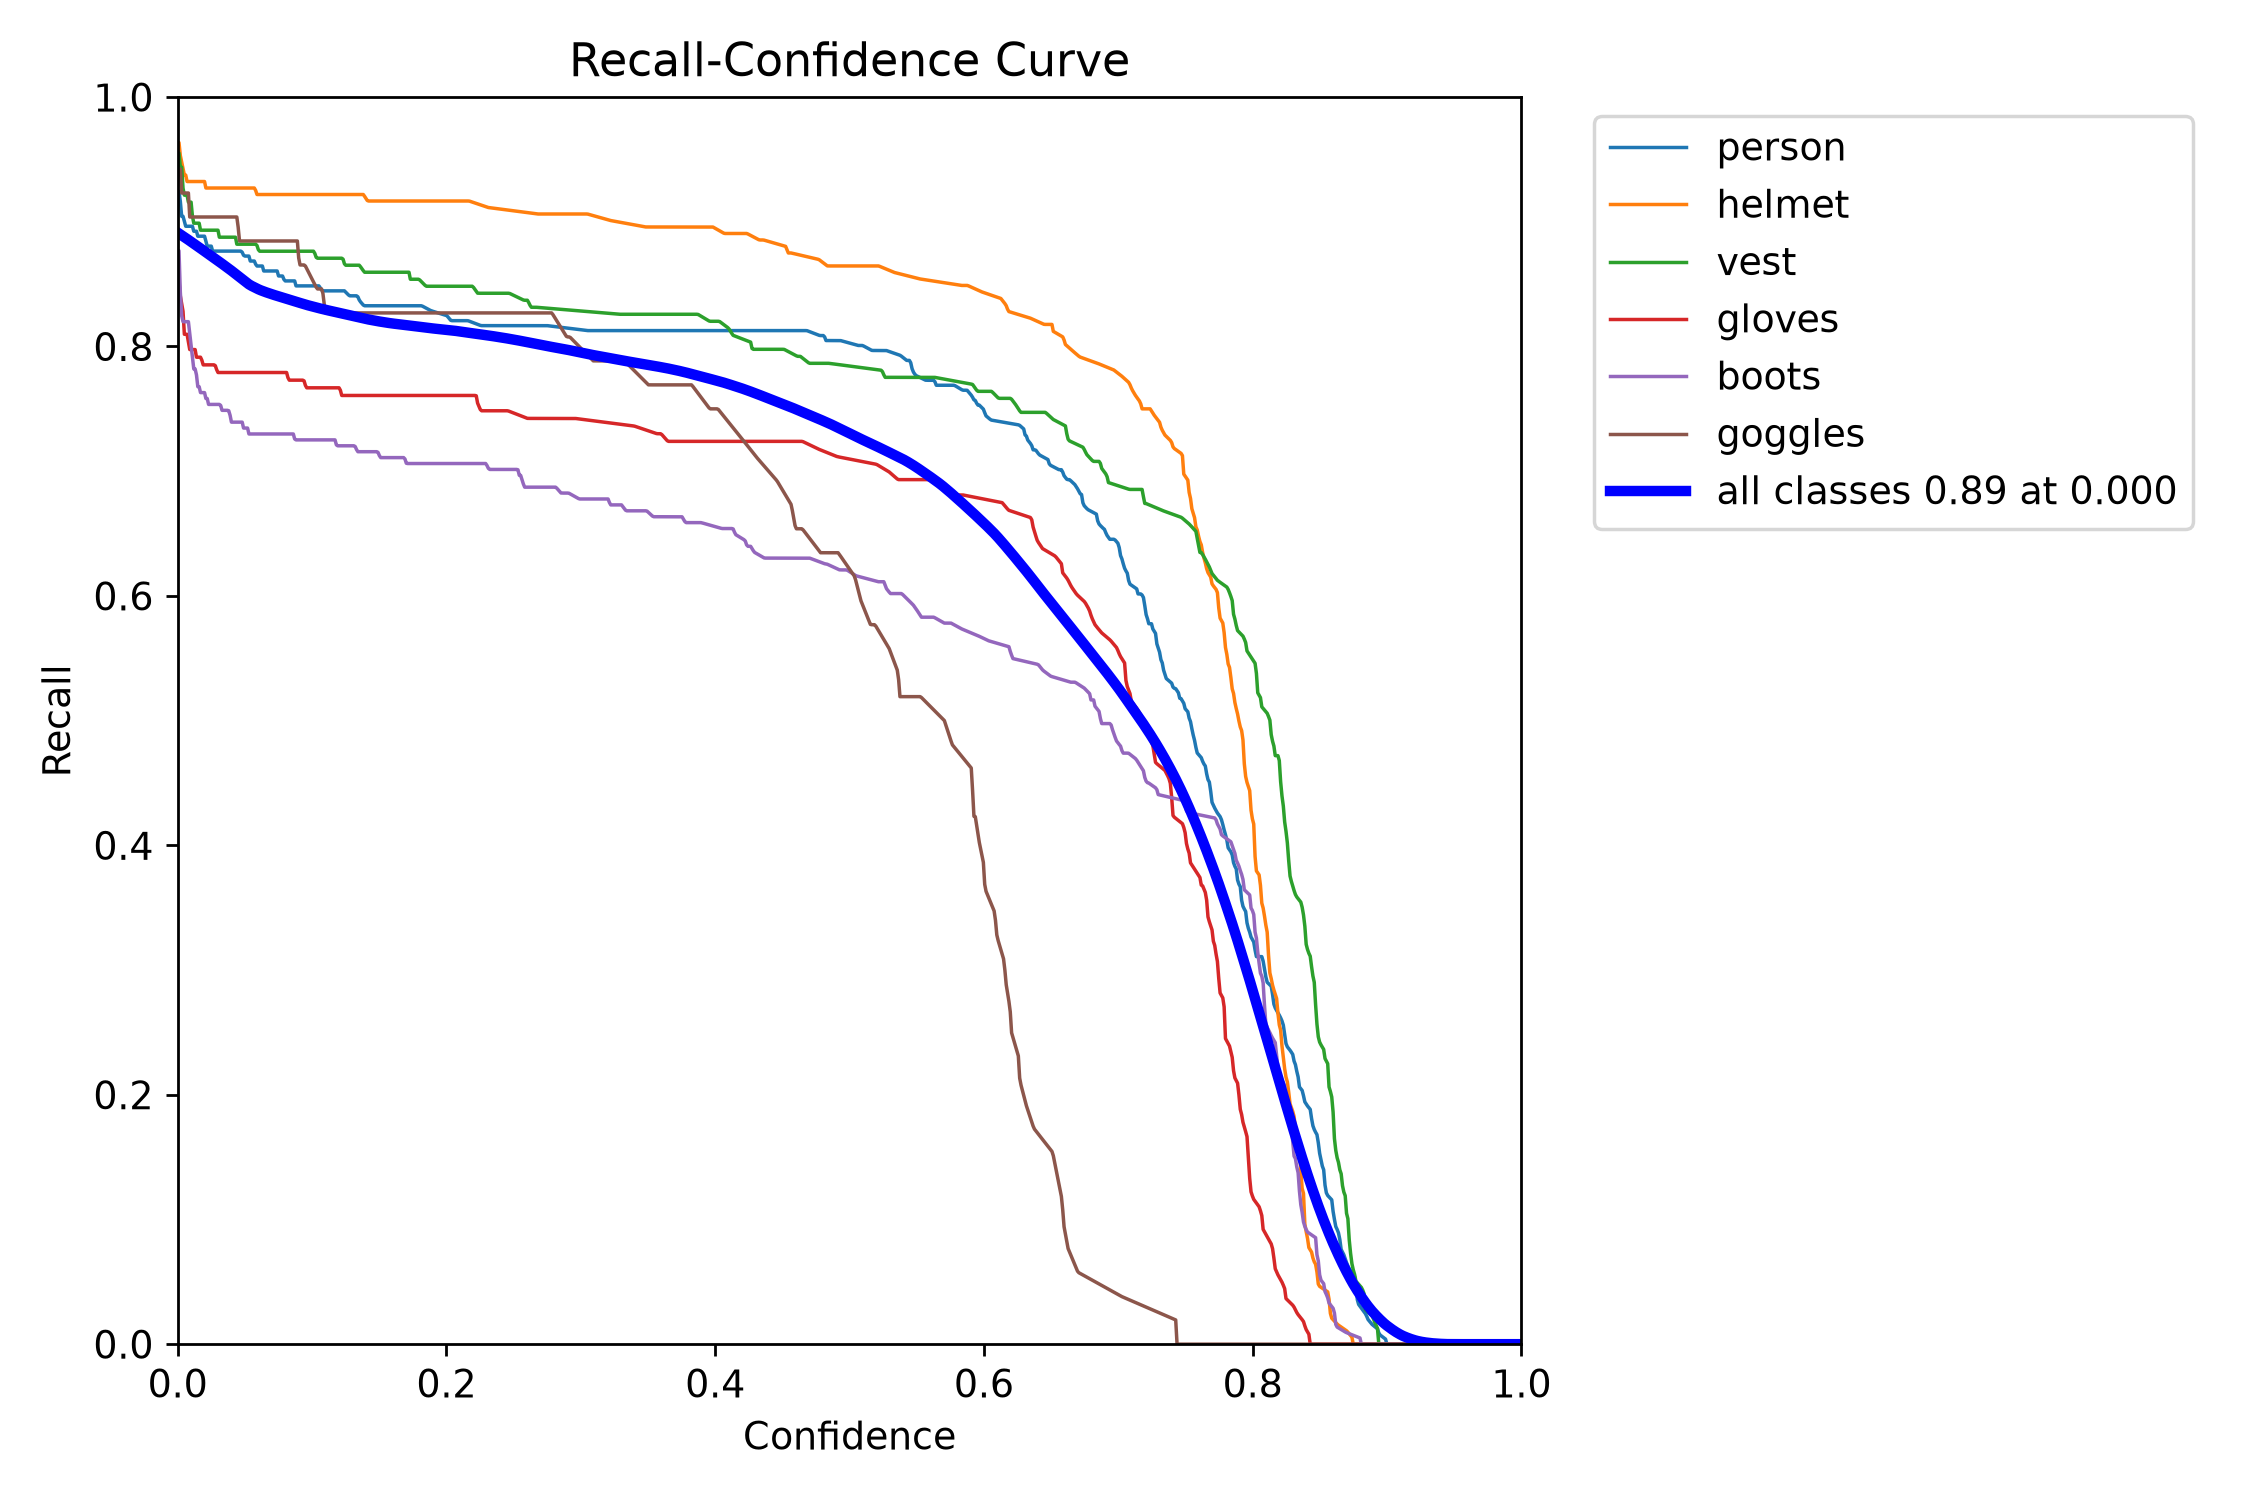 Recall-Confidence Curve
1.0
0.8
0.6
0.4
0.2
0.0
Recall
0.0 0.2 0.4 0.6 0.8 1.0
Confidence
person
helmet
vest
gloves
boots
goggles
all classes 0.89 at 0.000